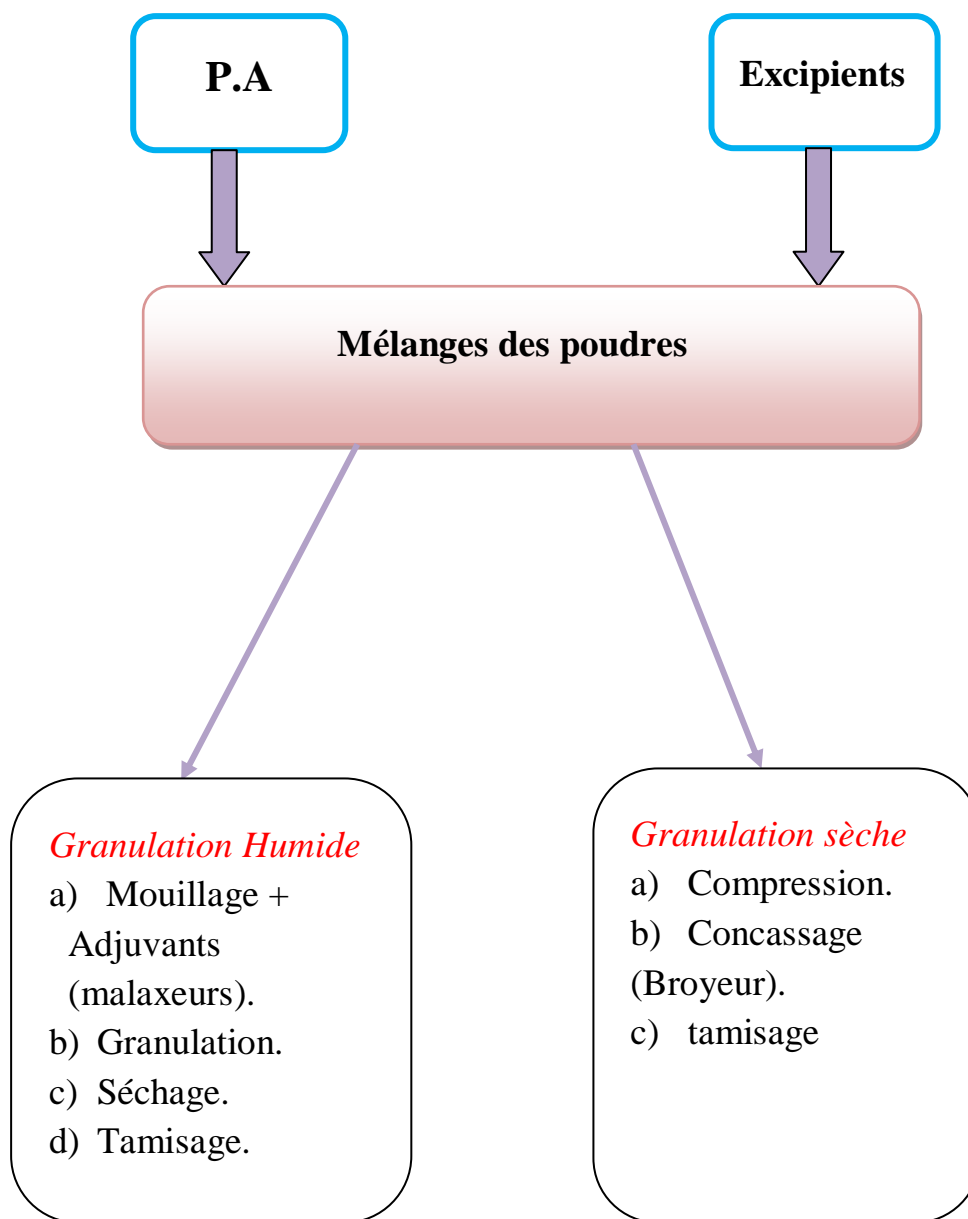 P.A
Excipients
Mélanges des poudres
Granulation Humide
a) Mouillage +
Adjuvants
(malaxeurs).
b) Granulation.
c) Séchage.
d) Tamisage.
Granulation sèche
a) Compression.
b) Concassage
(Broyeur).
c) tamisage